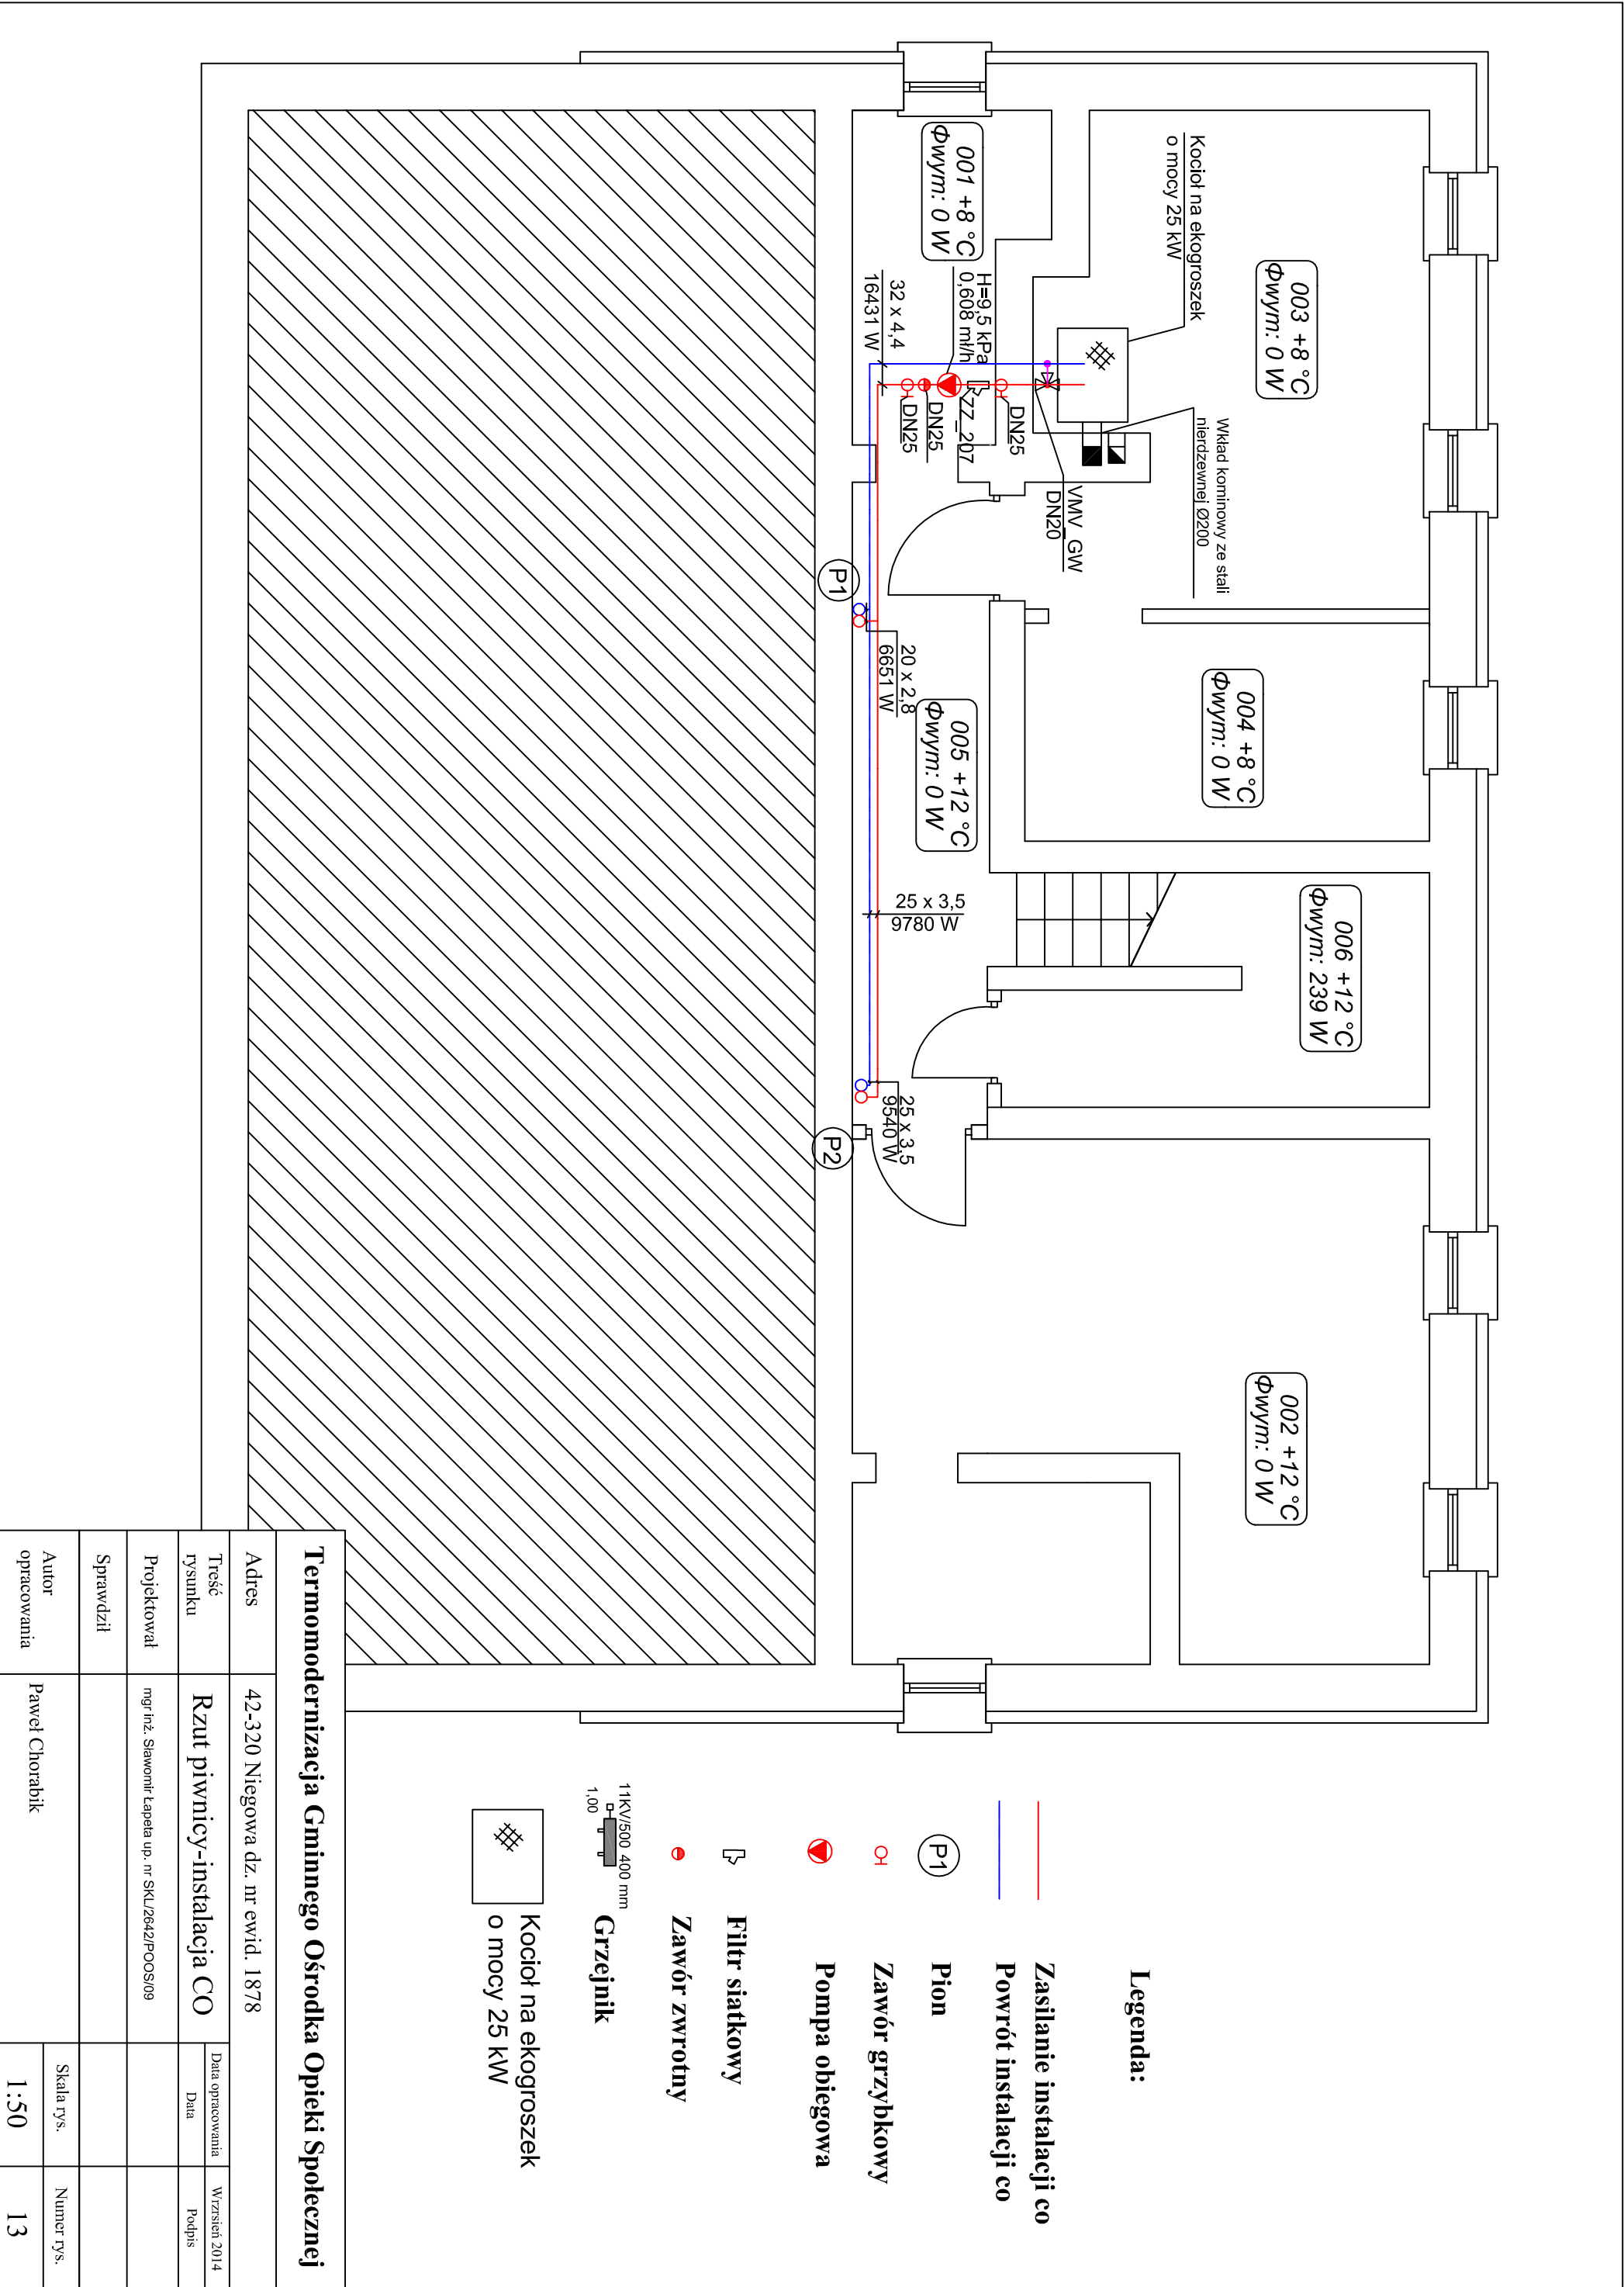 Kocioł na ekogroszek
o mocy 25 kW
003 +8 °C
Φwym: 0 W
Wkład kominowy ze stali
nierdzewnej Ø200
004 +8 °C
Φwym: 0 W
006 +12 °C
Φwym: 239 W
002 +12 °C
Φwym: 0 W
001 +8 °C
Φwym: 0 W
H=9,5 kPa
0,608 mł/h
32 x 4,4
16431 W
ZZ_207
DN25
DN25
DN25
VMV_GW
DN20
P1
20 x 2,8
6651 W
005 +12 °C
Φwym: 0 W
25 x 3,5
9780 W
25 x 3,5
9540 W
P2
Legenda:
Zasilanie instalacji co
Powrót instalacji co
P1
Pion
Zawór grzybkowy
Pompa obiegowa
Filtr siatkowy
Zawór zwrotny
11KV/500 400 mm
1,00
Grzejnik
Kocioł na ekogroszek
o mocy 25 kW
Termomodernizacja Gminnego Ośrodka Opieki Społecznej
Adres
42-320 Niegowa dz. nr ewid. 1878
Treść
rysunku
Rzut piwnicy-instalacja CO
Data opracowania
Wrzrsień 2014
Data
Podpis
Projektował
mgr inż. Sławomir Łapeta up. nr SKL/2642/POOS/09
Sprawdził
Autor
opracowania
Paweł Chorabik
Skala rys.
1:50
Numer rys.
13